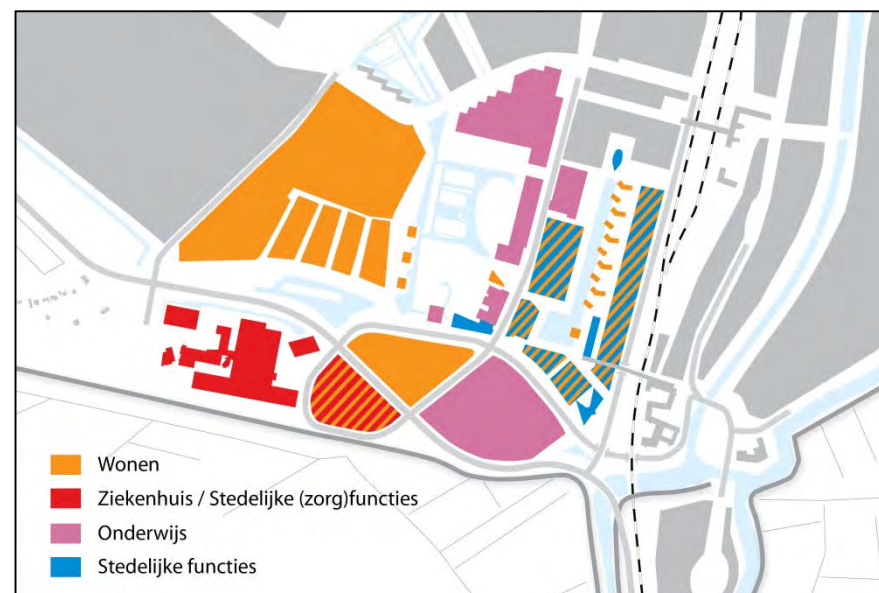 Wonen
Ziekenhuis / Stedelijke (zorg)functies
Onderwijs
Stedelijke functies